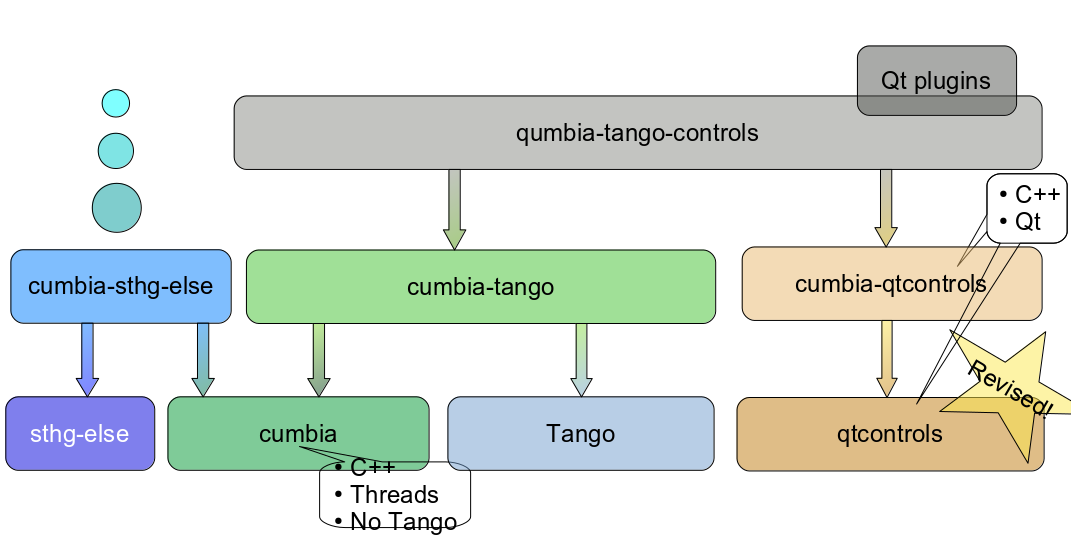 Qt plugins
qumbia-tango-controls
• C++
• Qt
cumbia-sthg-else
cumbia-tango
cumbia-qtcontrols
Revised!
sthg-else
cumbia
Tango
qtcontrols
• C++
• Threads
• No Tango